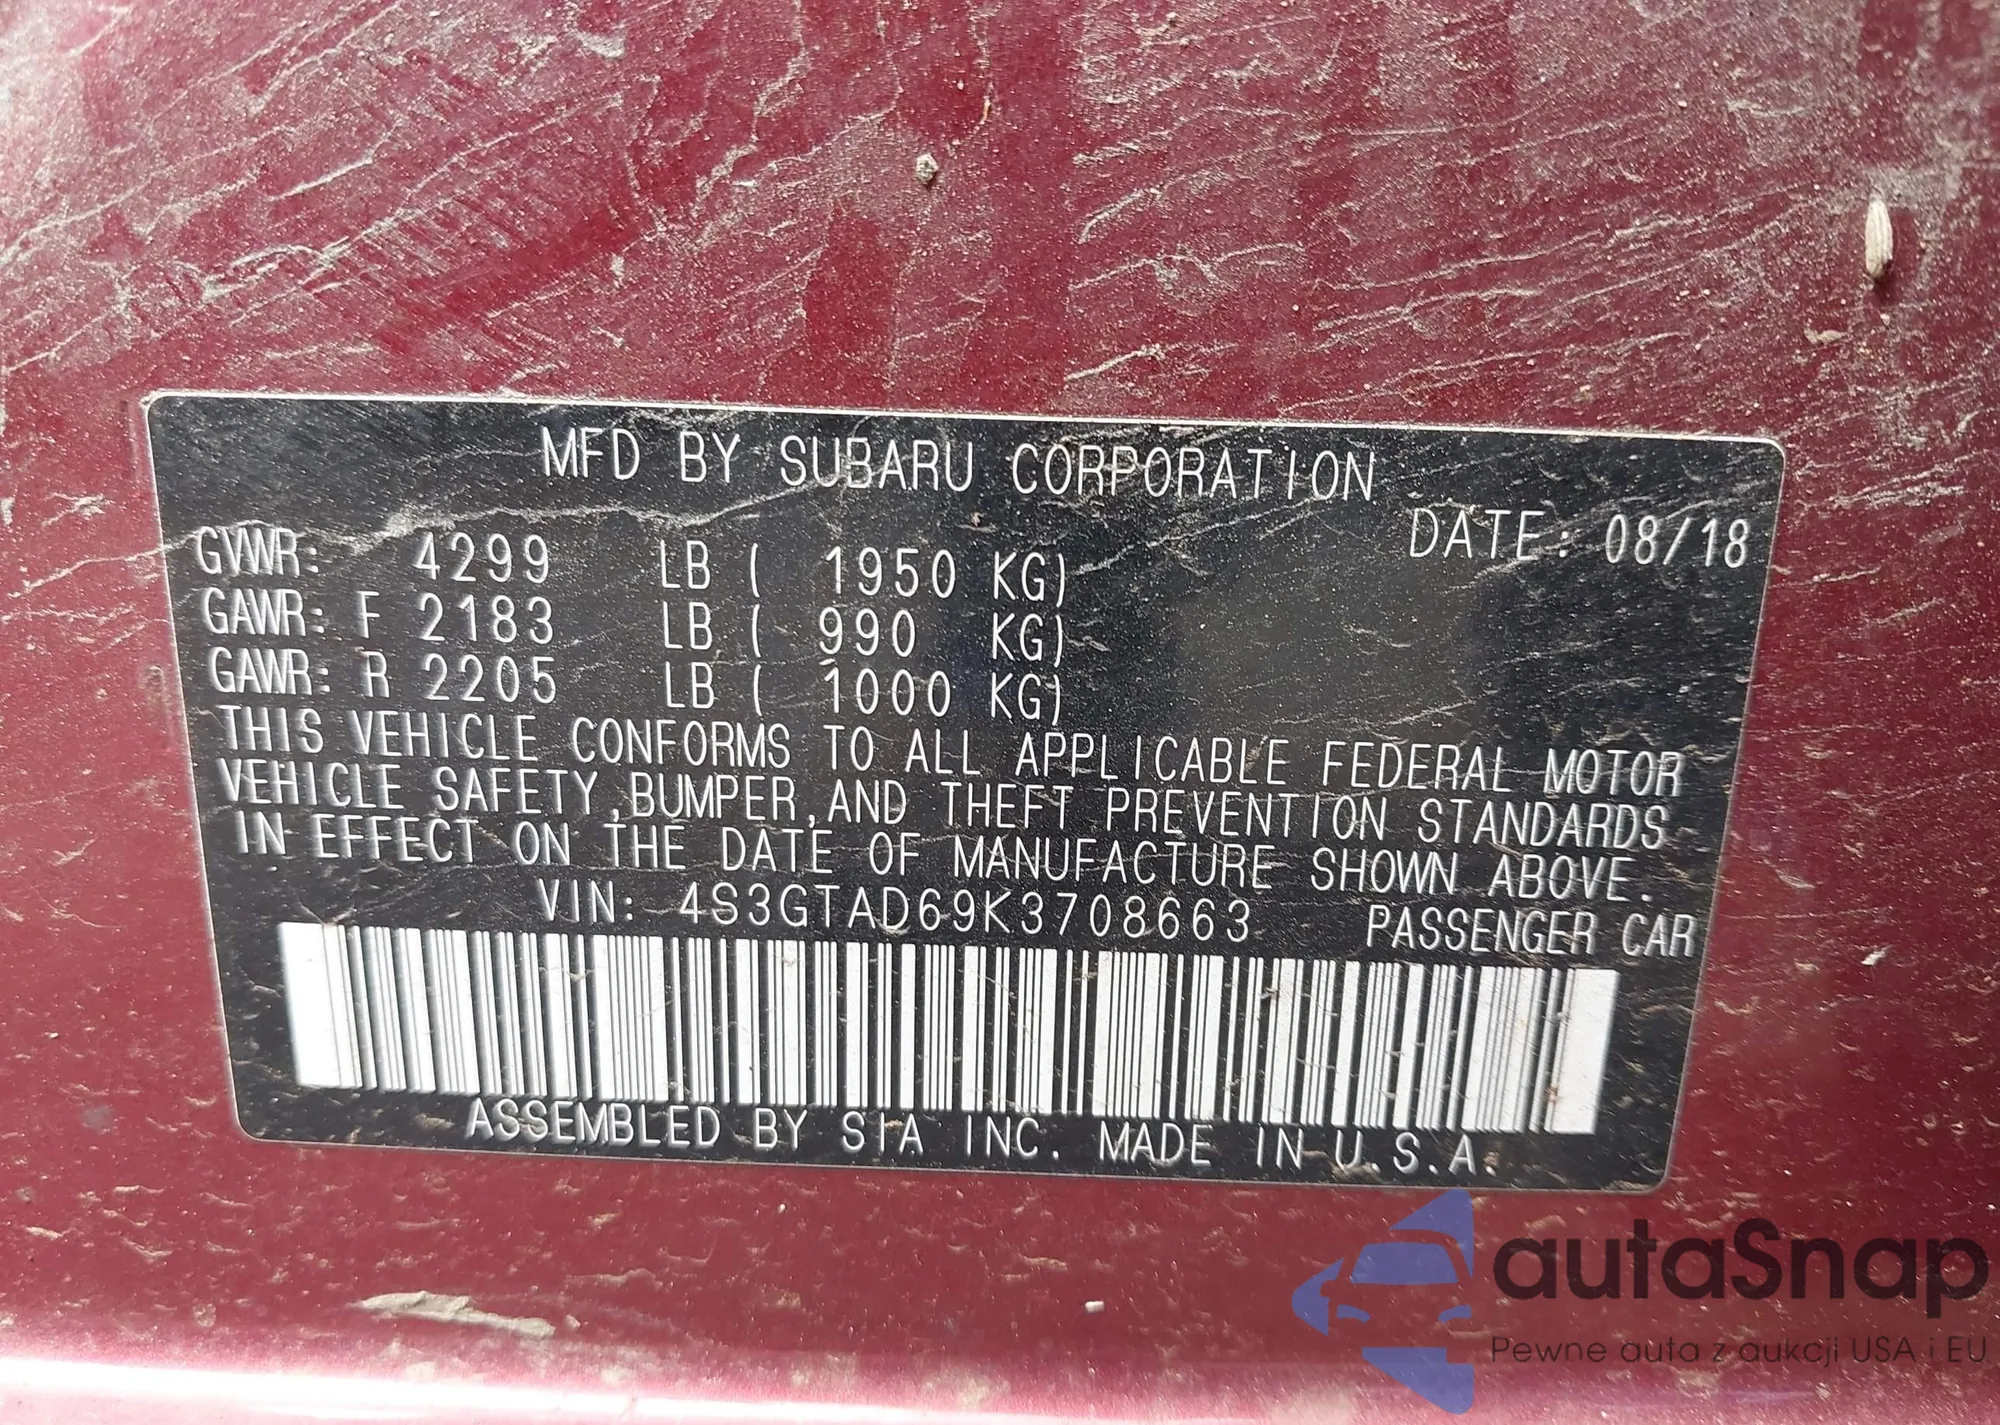 MFD BY SUBARU CORPORATION
DATE: 08/18
GVWR: 4299 LB ( 1950 KG)
GAWR: F 2183 LB ( 990 KG)
GAWR: R 2205 LB ( 1000 KG)
THIS VEHICLE CONFORMS TO ALL APPLICABLE FEDERAL MOTOR
VEHICLE SAFETY,BUMPER,AND THEFT PREVENTION STANDARDS
IN EFFECT ON THE DATE OF MANUFACTURE SHOWN ABOVE.
VIN: 4S3GTAD69K3708663 PASSENGER CAR
ASSEMBLED BY SIA INC. MADE IN U.S.A.
autaSnap
Pewne auta z aukcji USA i EU